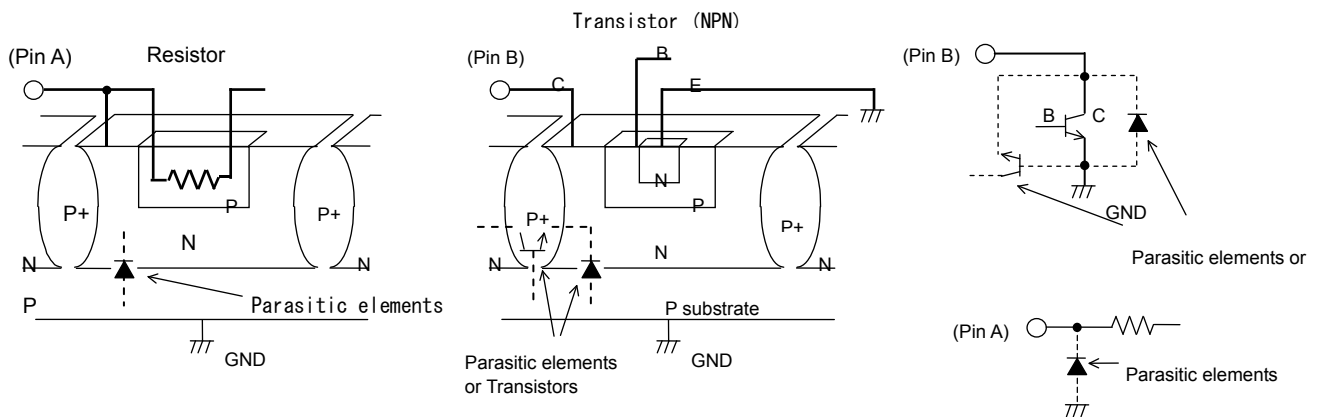 Transistor (NPN)
(Pin A)
Resistor
(Pin B)
B
C
E
(Pin B)
B
C
GND
Parasitic elements or
P+
P
P+
N
N
N
P
Parasitic elements
GND
P+
N
P
P+
N
N
N
P substrate
Parasitic elements
or Transistors
GND
(Pin A)
Parasitic elements